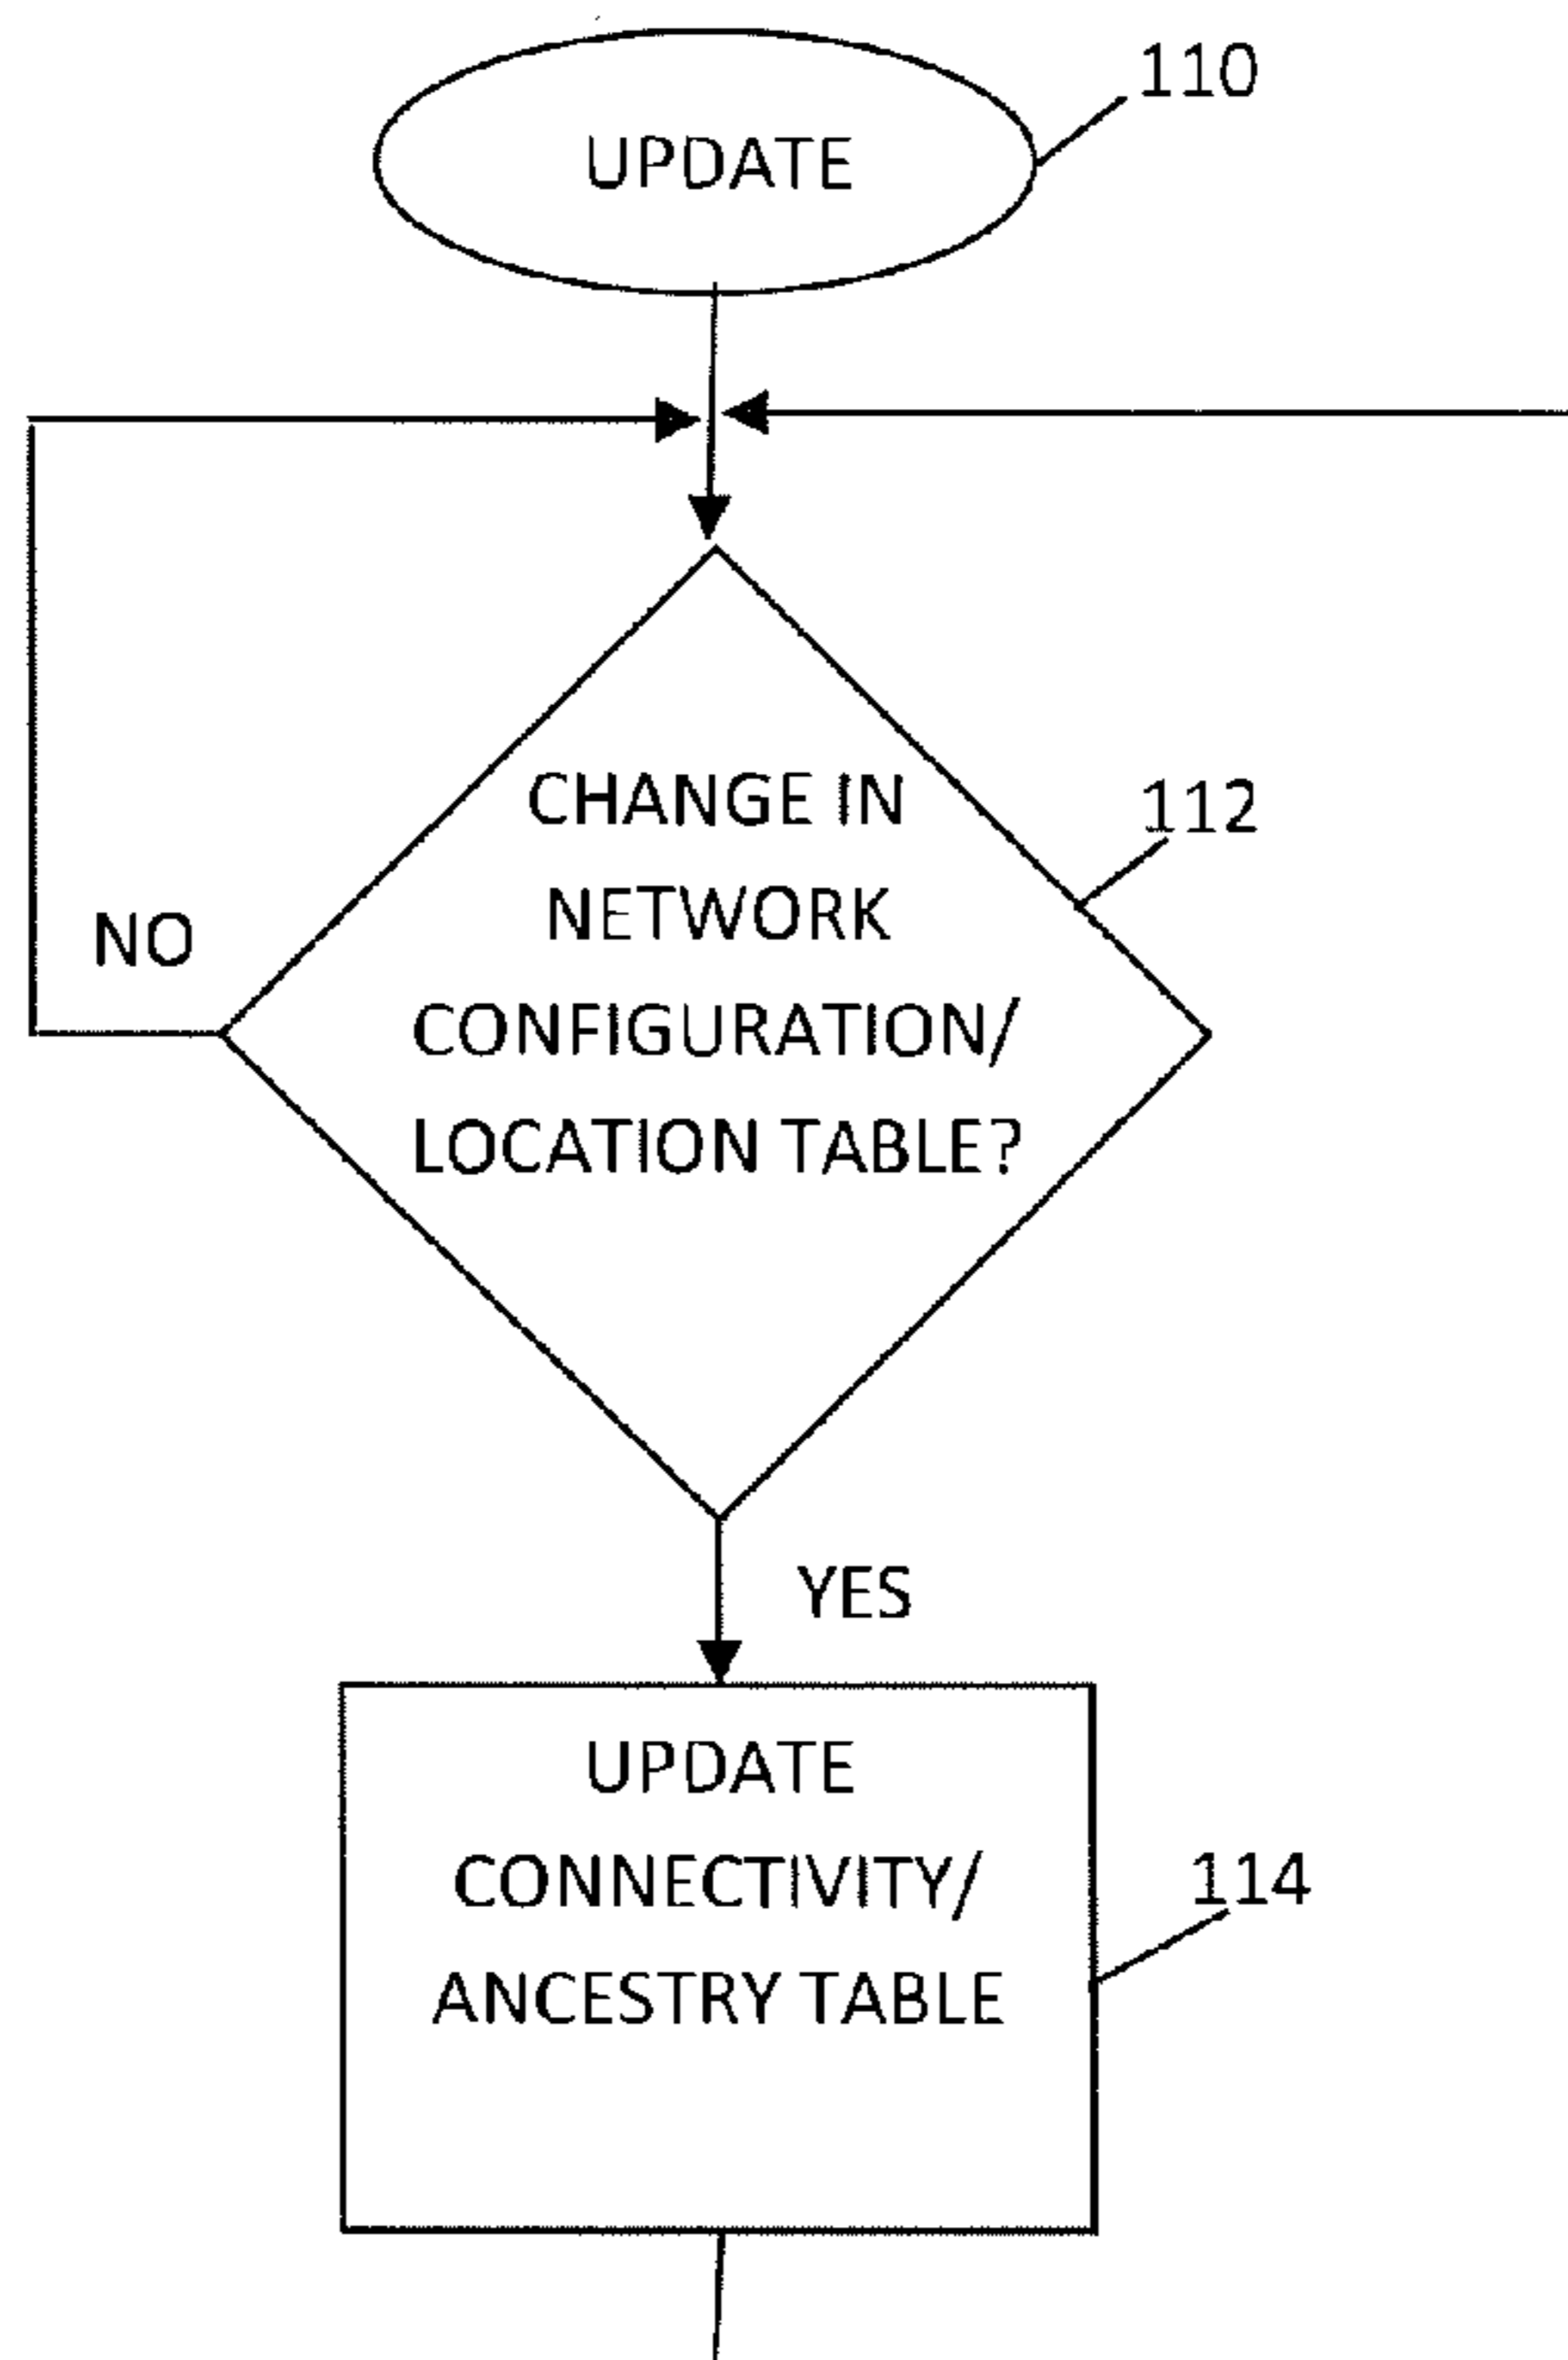 110
UPDATE
CHANGE IN
112
NETWORK
NO
CONFIGURATION/
LOCATION TABLE?
YES
UPDATE
CONNECTIVITY/
114
ANCESTRY TABLE